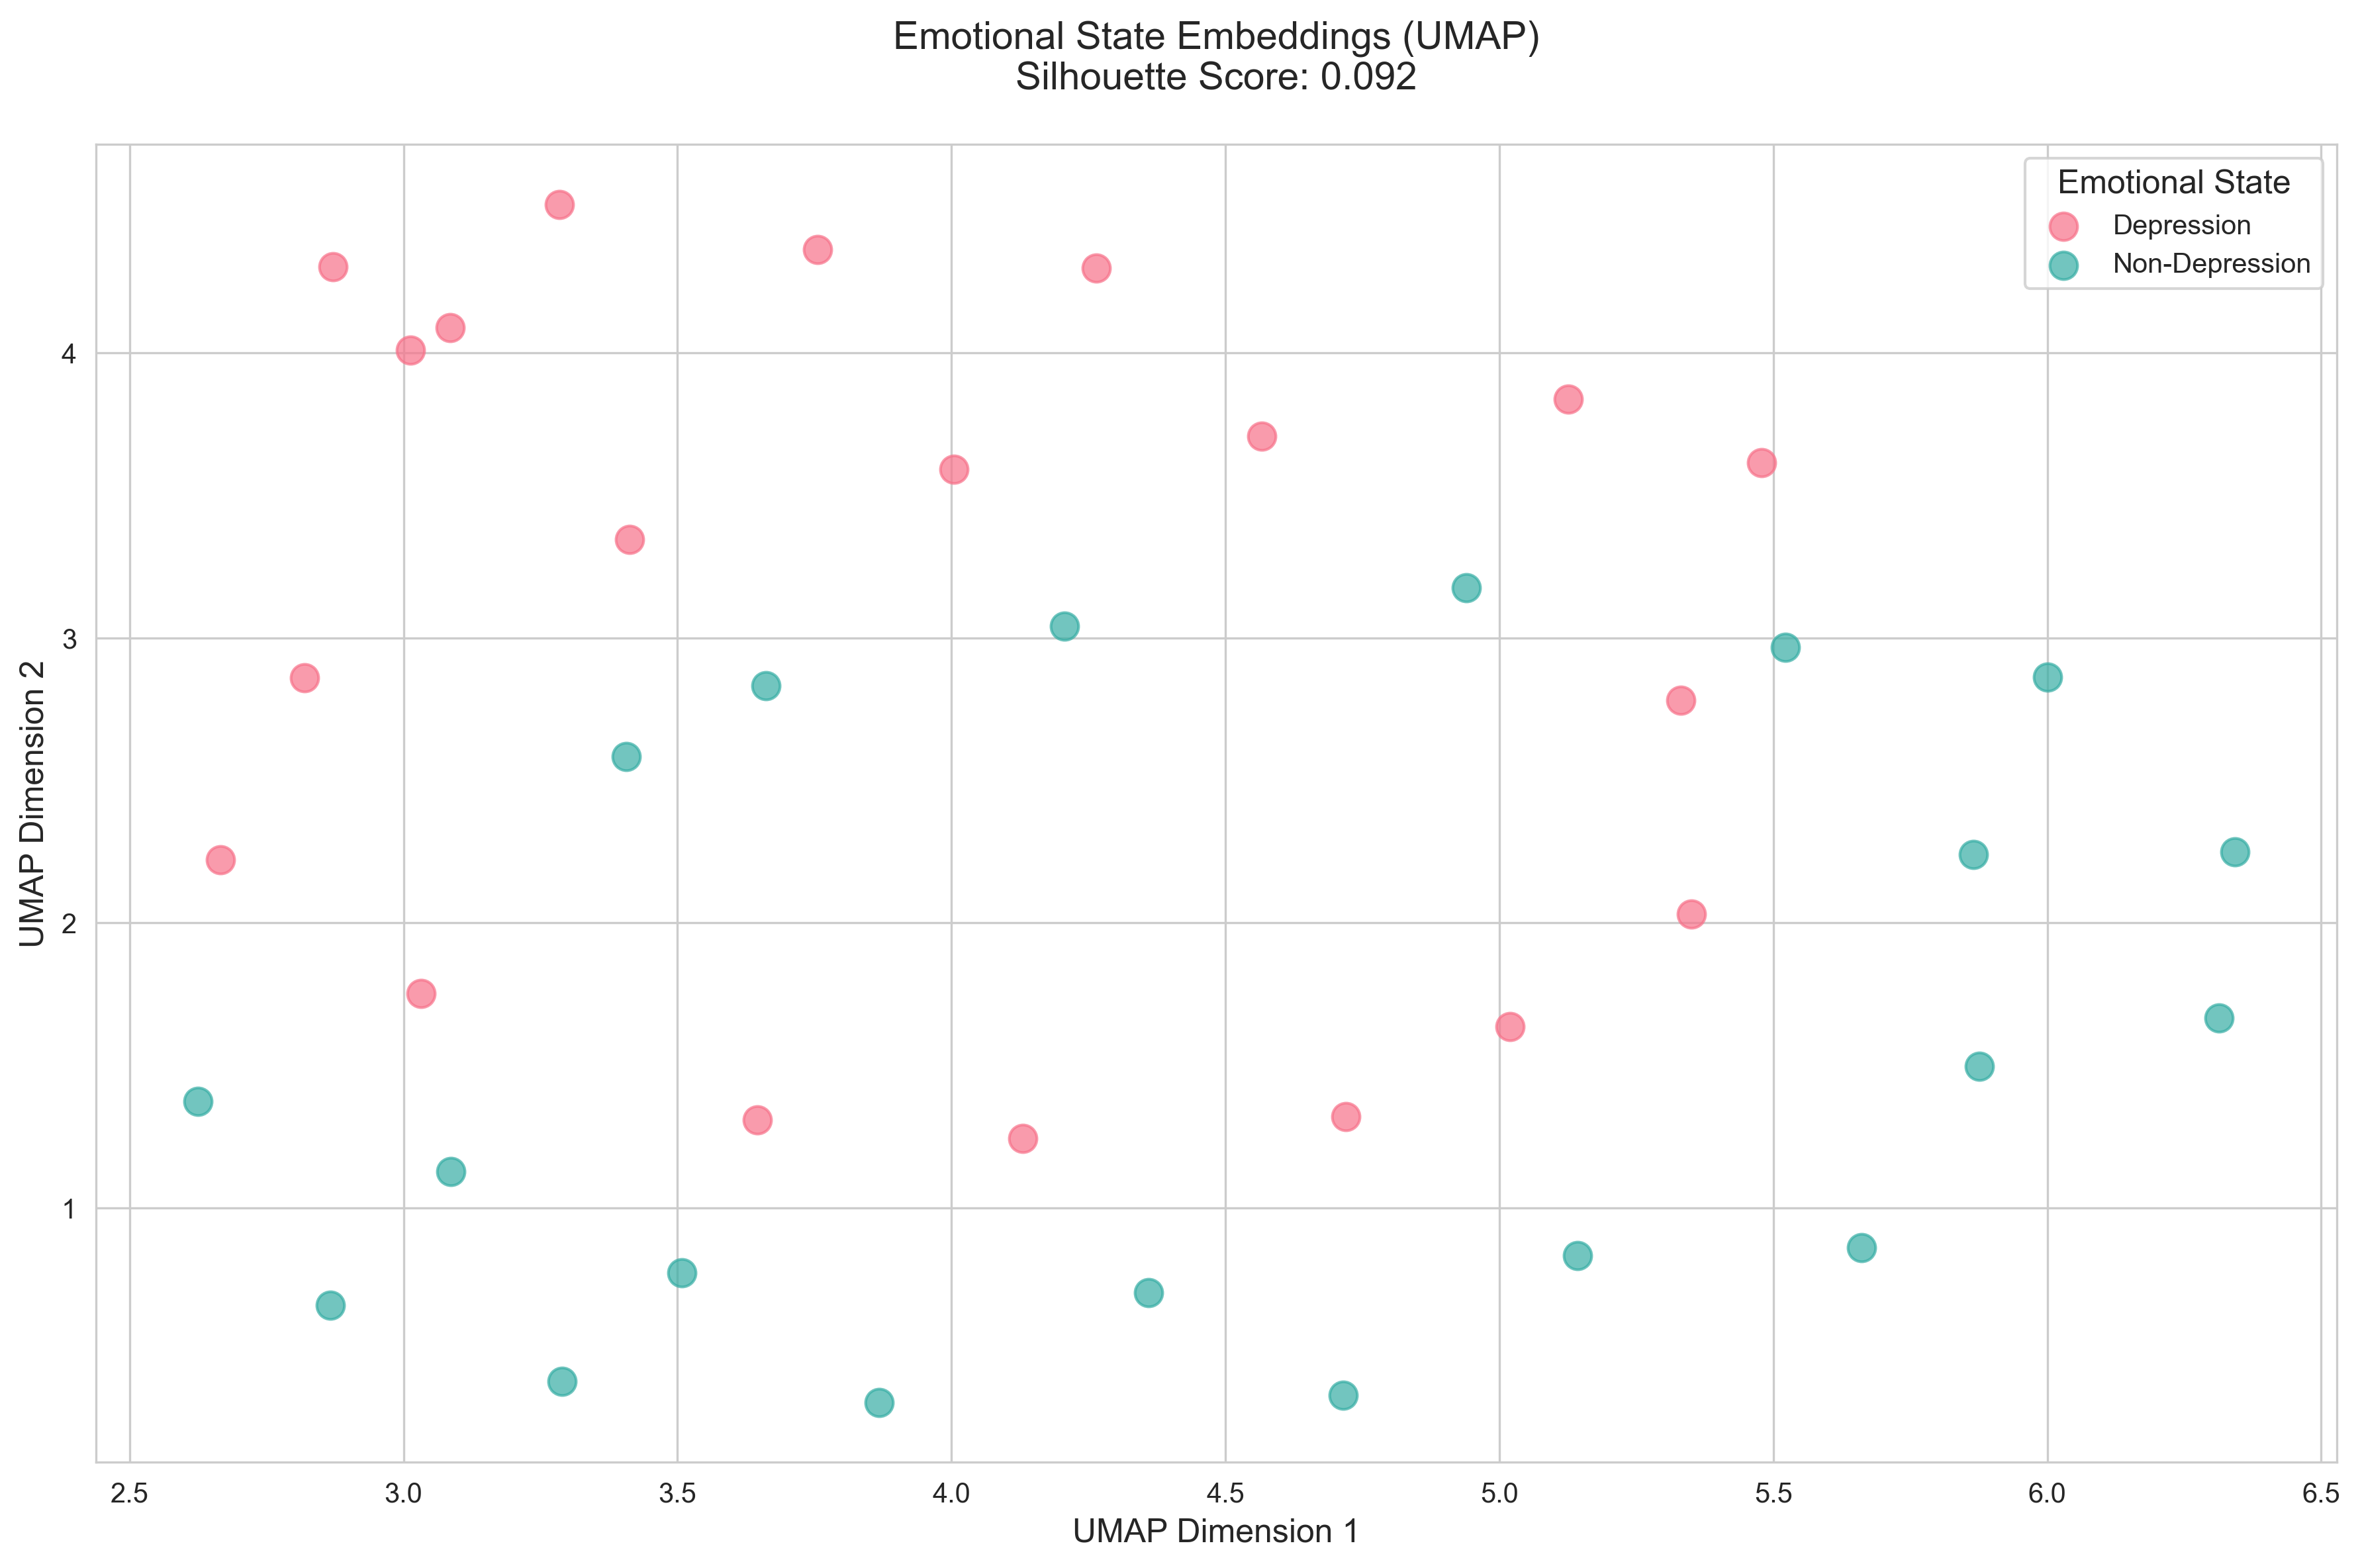 Emotional State Embeddings (UMAP)
Silhouette Score: 0.092
Emotional State
Depression
Non-Depression
UMAP Dimension 2
4
3
2
1
2.5 3.0 3.5 4.0 4.5 5.0 5.5 6.0 6.5
UMAP Dimension 1